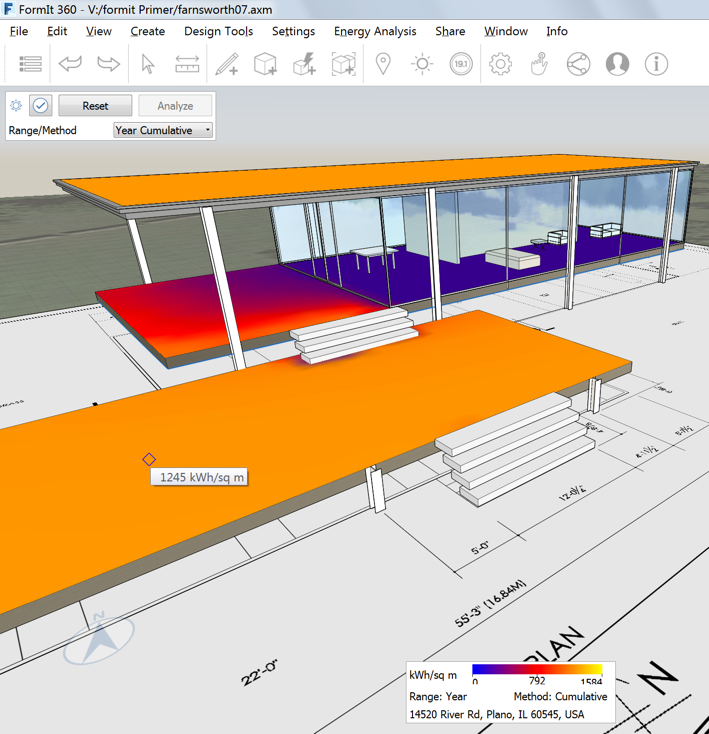 FormIt 360 - V:/formit Primer/farnsworth07.axm
File Edit View Create Design Tools Settings Energy Analysis Share Window Info
19.1
Reset Analyze
Range/Method Year Cumulative
1245 kWh/sq m
N
5'-0"
12'-0½"
55'-3" (16.84M)
22'-0"
PLAN
N
kWh/sq m
0 792 1584
Range: Year Method: Cumulative
14520 River Rd, Plano, IL 60545, USA